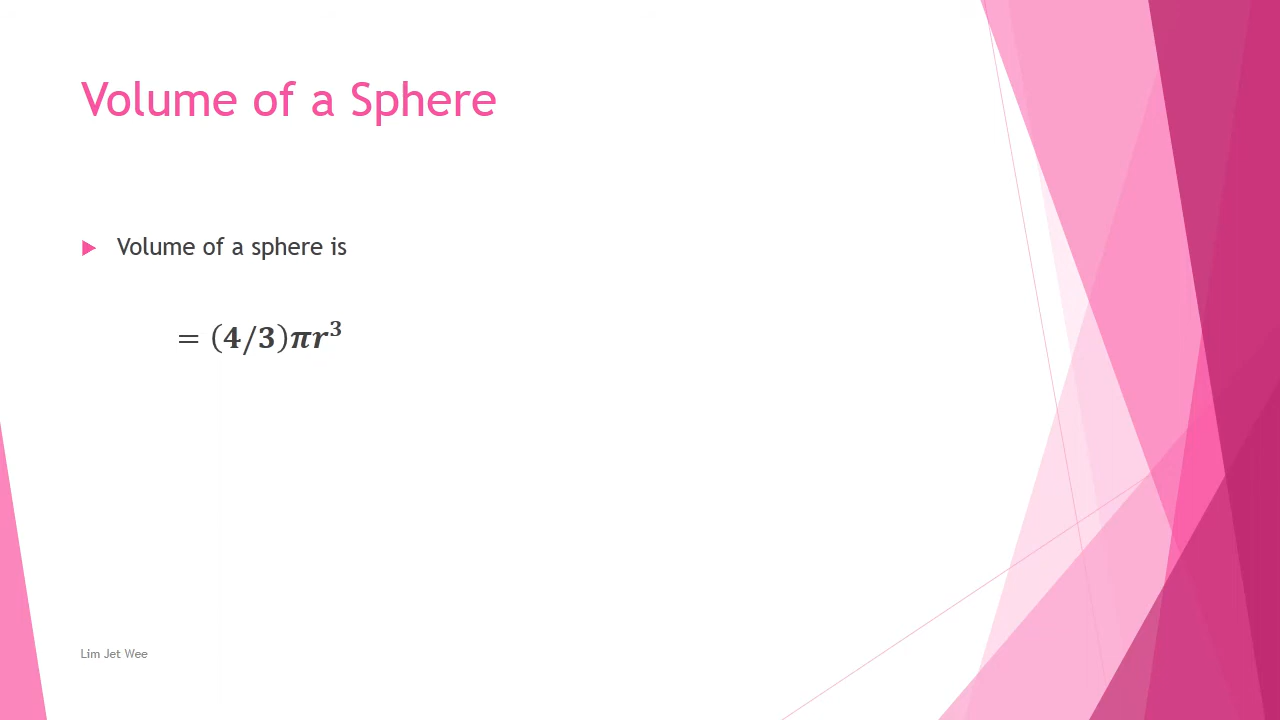 Volume of a Sphere
Volume of a sphere is
= (4/3)πr³
Lim Jet Wee